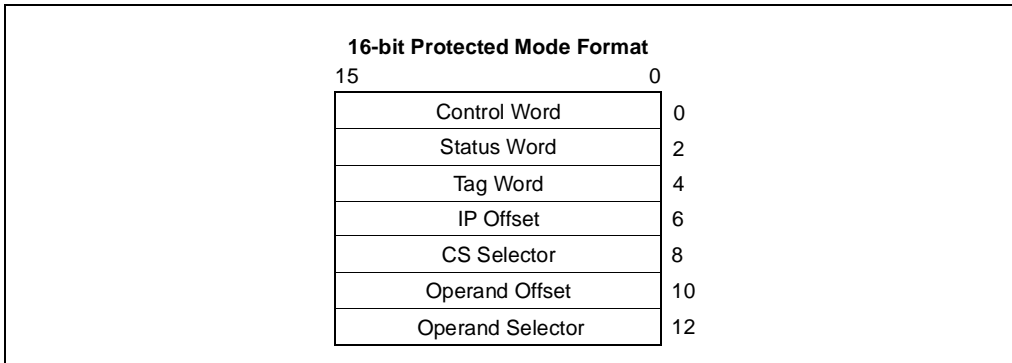 16-bit Protected Mode Format
15 0
Control Word 0
Status Word 2
Tag Word 4
IP Offset 6
CS Selector 8
Operand Offset 10
Operand Selector 12